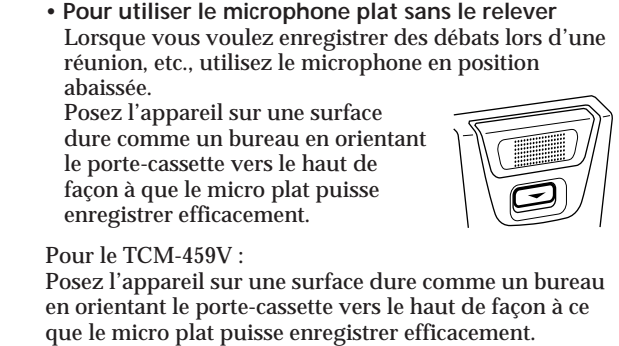 • Pour utiliser le microphone plat sans le relever
Lorsque vous voulez enregistrer des débats lors d’une
réunion, etc., utilisez le microphone en position
abaissée.
Posez l’appareil sur une surface
dure comme un bureau en orientant
le porte-cassette vers le haut de
façon à que le micro plat puisse
enregistrer efficacement.
Pour le TCM-459V :
Posez l’appareil sur une surface dure comme un bureau
en orientant le porte-cassette vers le haut de façon à ce
que le micro plat puisse enregistrer efficacement.